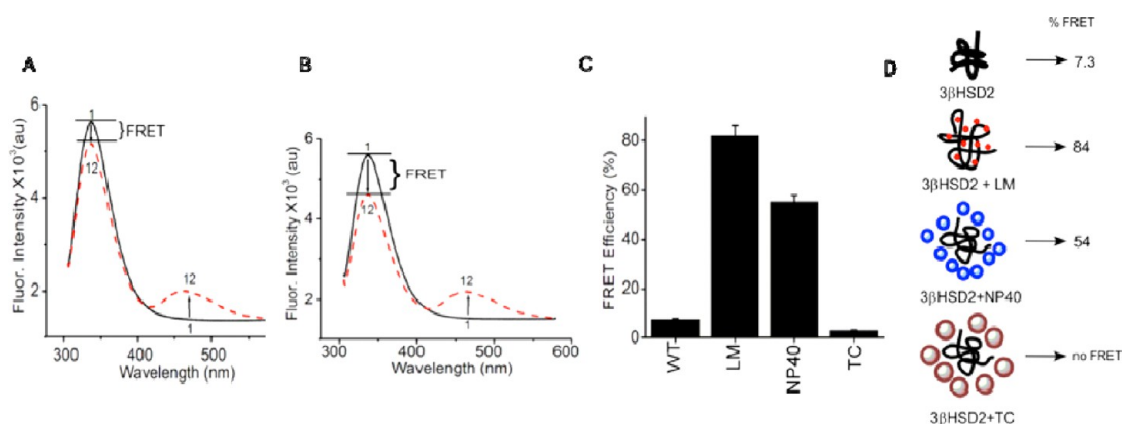 A
6
4
2
Fluor. Intensity X10³ (au)
1
FRET
12
12
1
300
400
500
Wavelength (nm)
B
6
4
2
Fluor. Intensity X10³ (au)
1
FRET
12
12
1
300
400
500
600
Wavelength (nm)
C
80
60
40
20
0
FRET Efficiency (%)
WT
LM
NP40
TC
D
% FRET
3βHSD2
7.3
3βHSD2 + LM
84
3βHSD2+NP40
54
3βHSD2+TC
no FRET